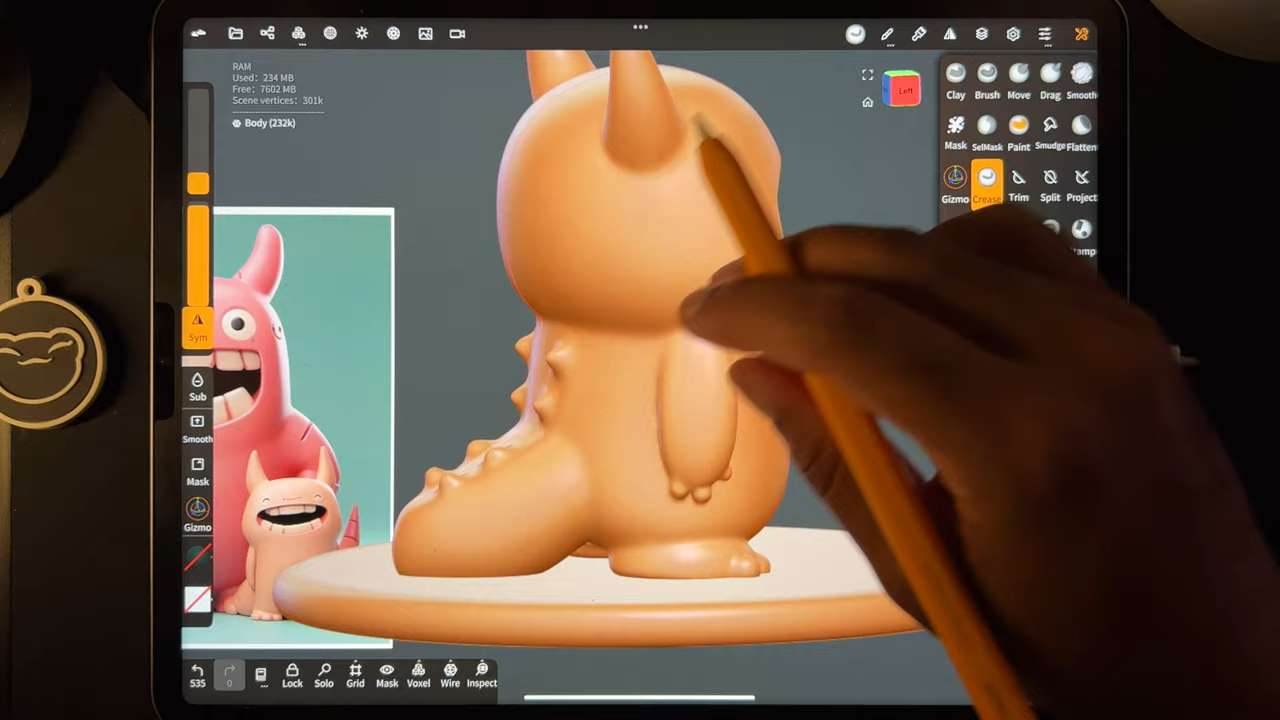 RAM
Used: 234 MB
Free: 7602 MB
Scene vertices: 301k
Body (232k)
Left
Clay Brush Move Drag Smooth
Mask SelMask Paint Smudge Flatten
Gizmo Crease Trim Split Project
Sym
Sub
Smooth
Mask
Gizmo
535 0 Lock Solo Grid Mask Voxel Wire Inspect